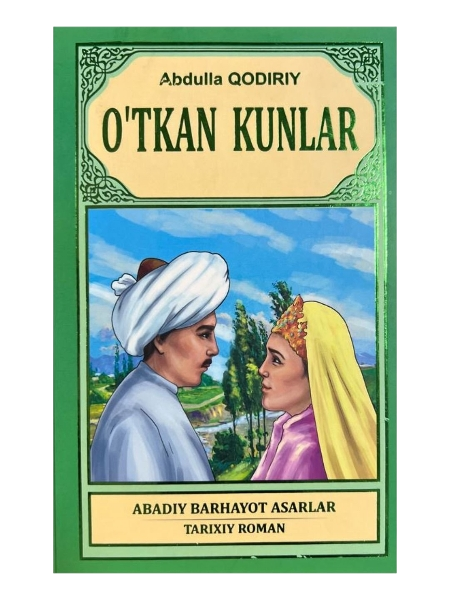 Abdulla QODIRIY
O'TKAN KUNLAR
ABADIY BARHAYOT ASARLAR
TARIXIY ROMAN